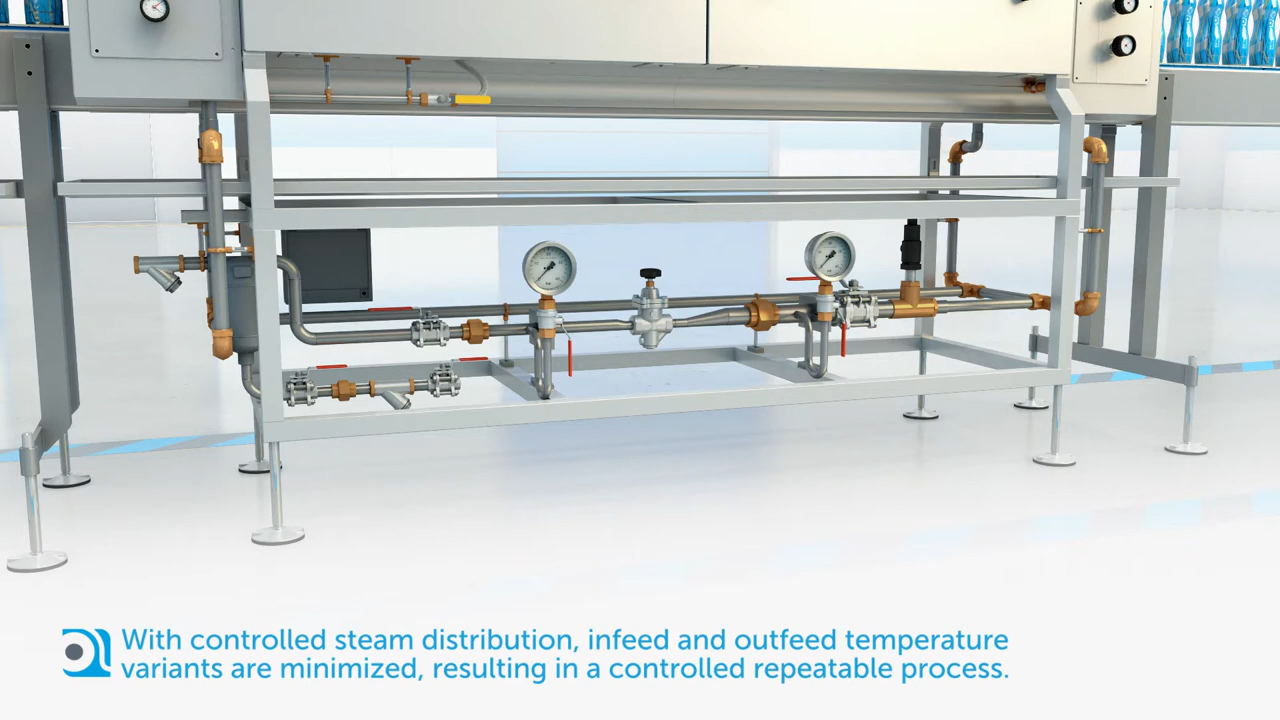 With controlled steam distribution, infeed and outfeed temperature
variants are minimized, resulting in a controlled repeatable process.